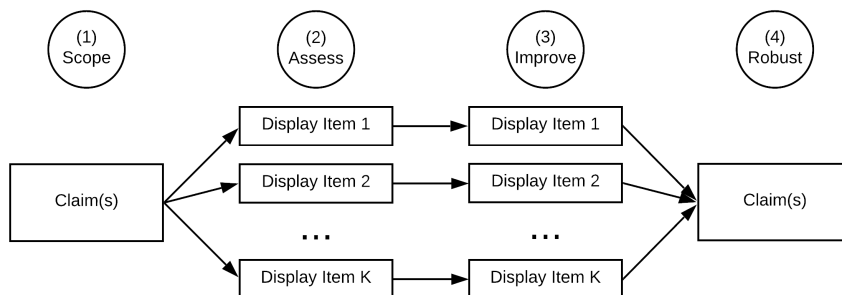 (1)
Scope
(2)
Assess
(3)
Improve
(4)
Robust
Display Item 1
Display Item 1
Claim(s)
Display Item 2
Display Item 2
Claim(s)
...
...
Display Item K
Display Item K